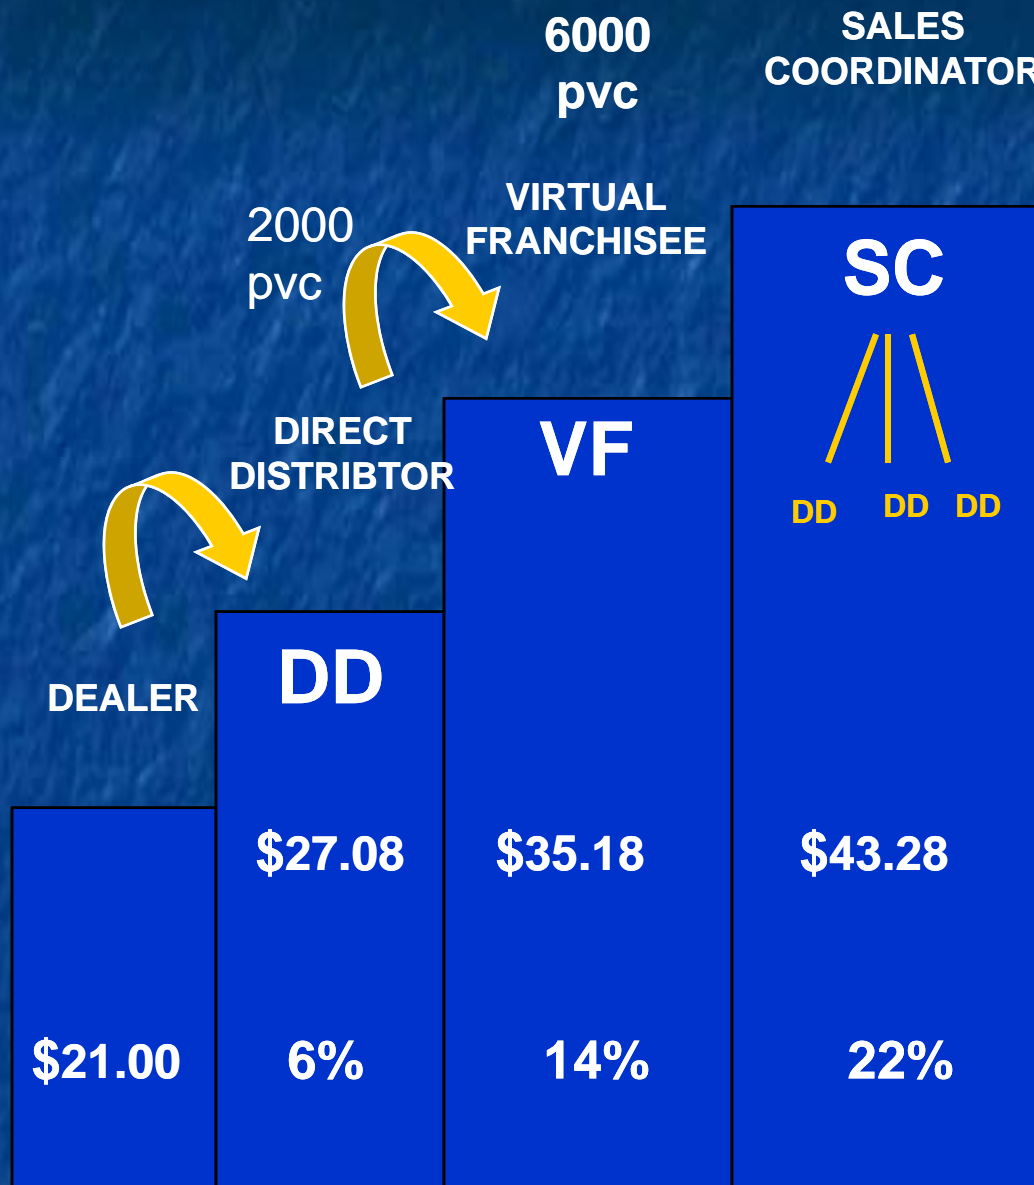 6000
pvc
SALES
COORDINATOR
2000
pvc
VIRTUAL
FRANCHISEE
SC
DD DD DD
DIRECT
DISTRIBTOR
VF
DEALER
DD
$27.08 $35.18 $43.28
$21.00 6% 14% 22%